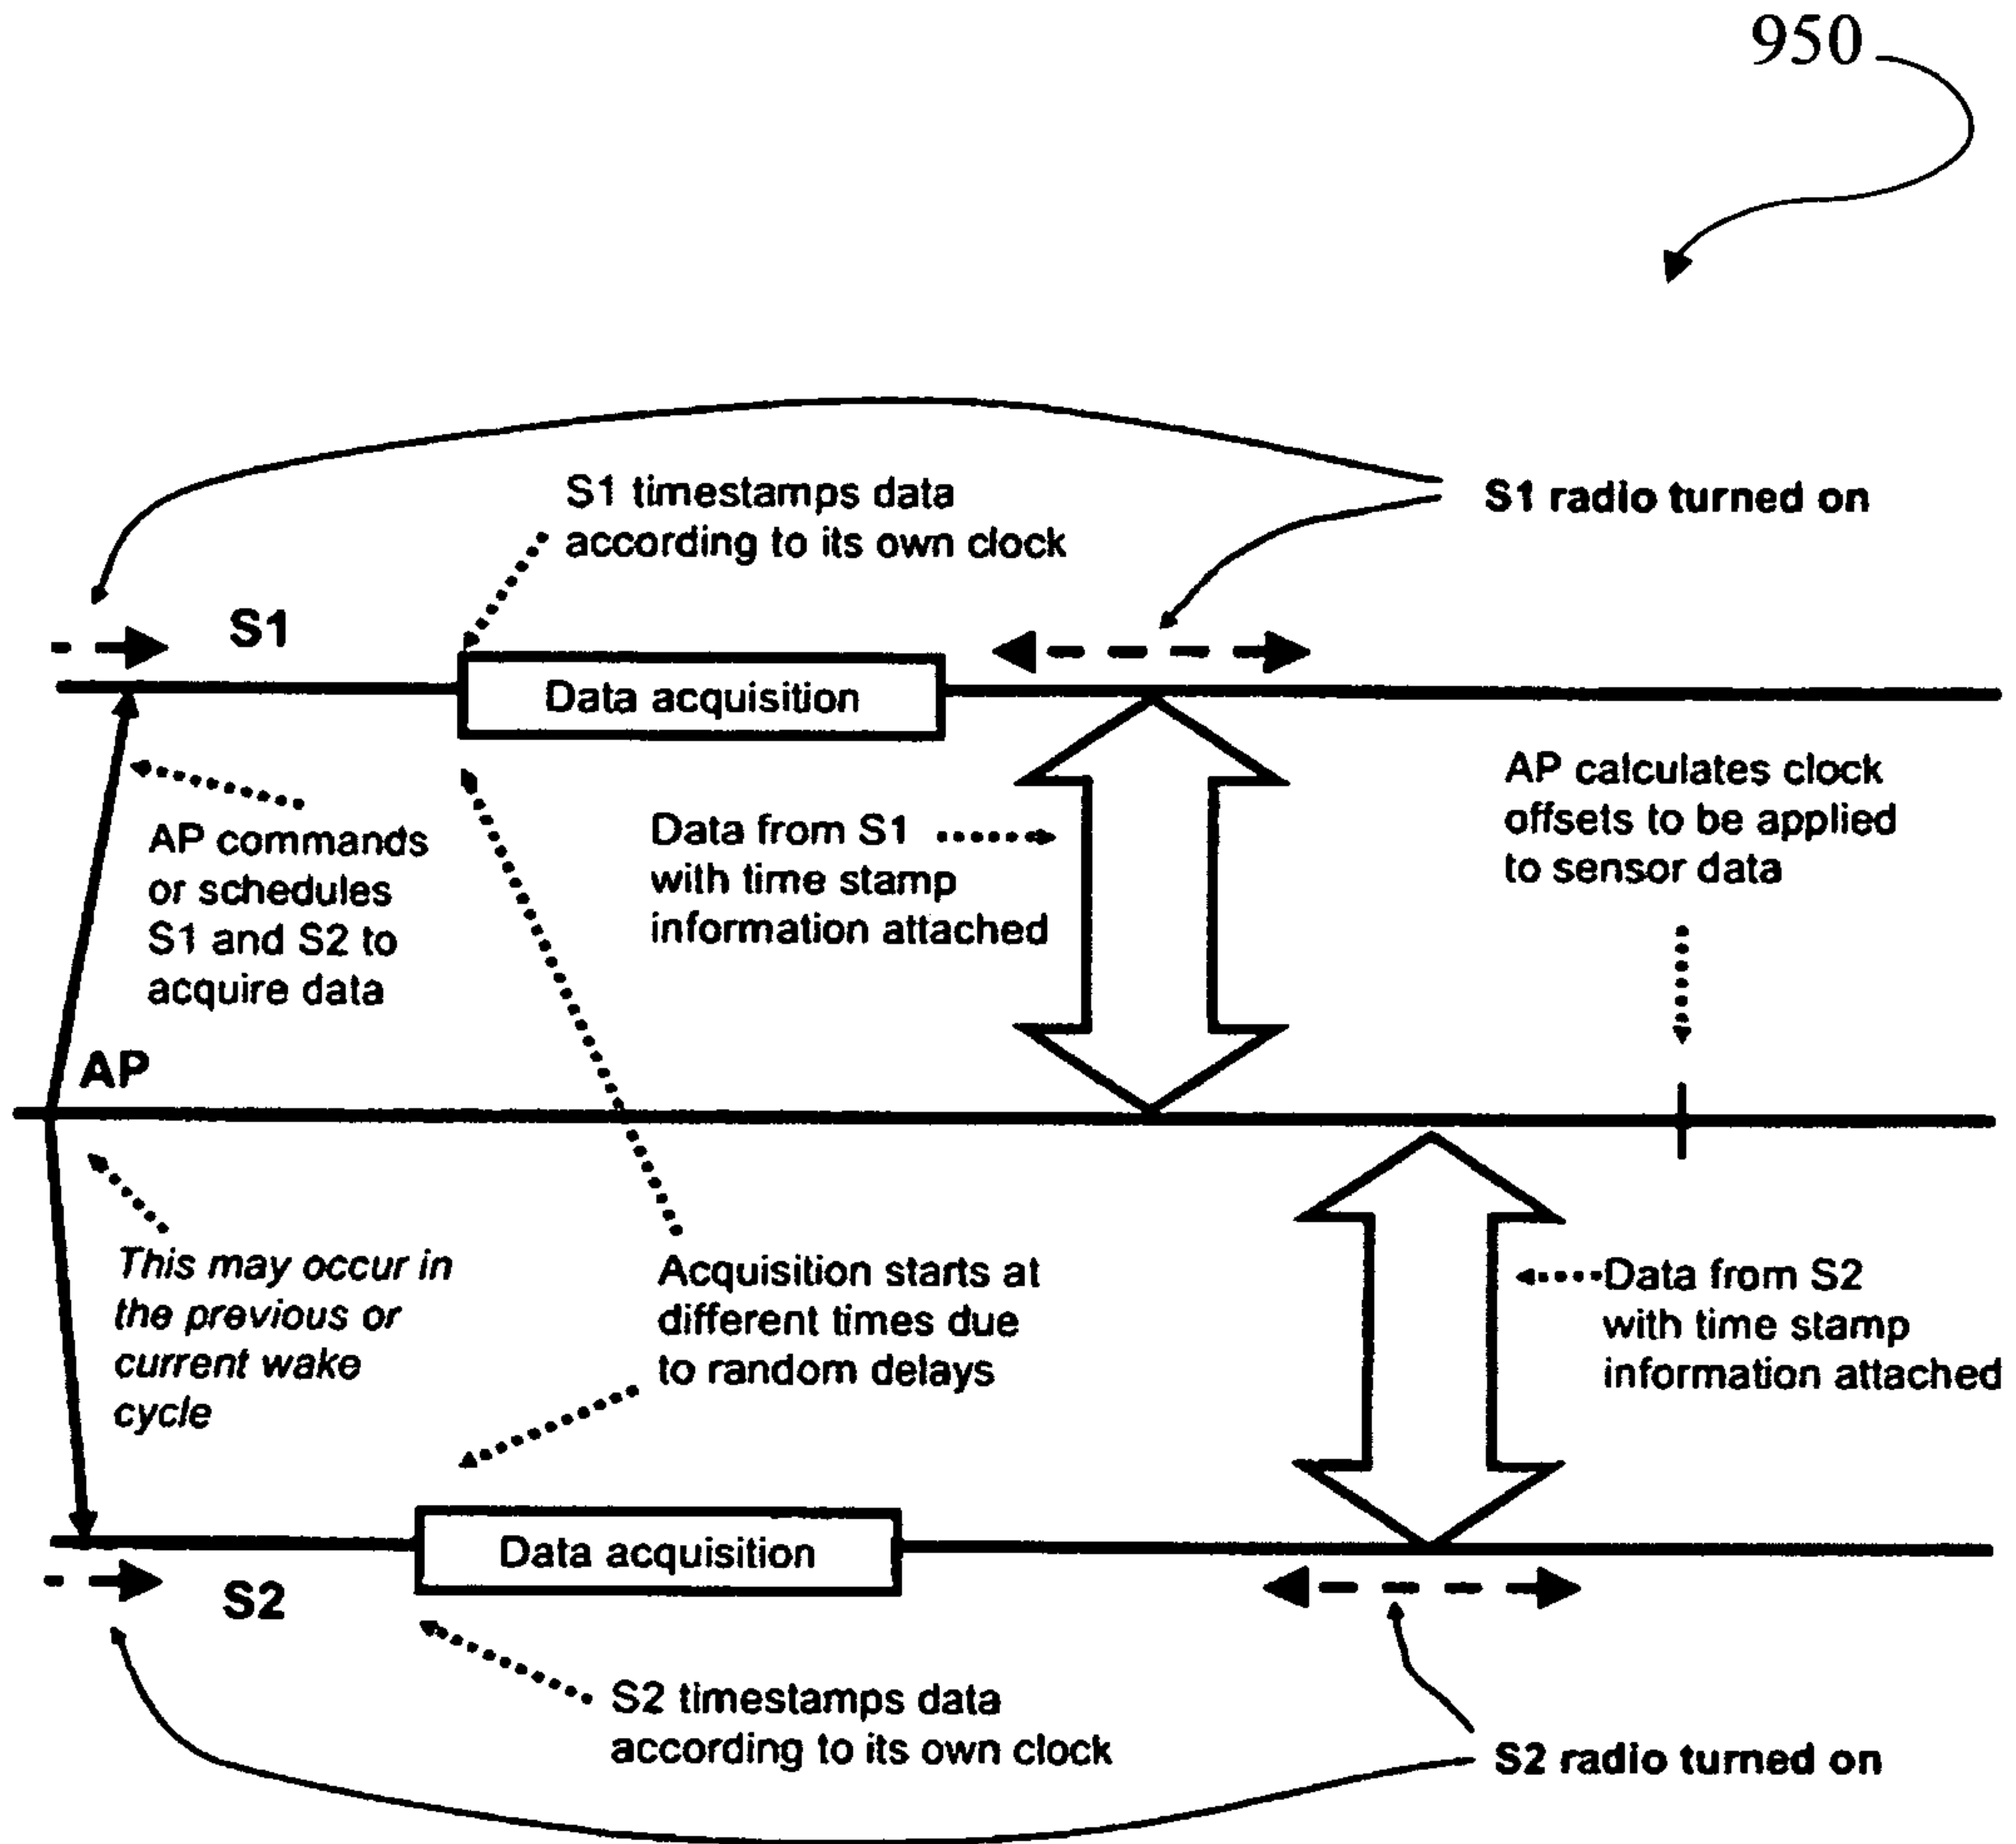 950
S1 timestamps data
according to its own clock
S1 radio turned on
S1
Data acquisition
AP commands
or schedules
S1 and S2 to
acquire data
Data from S1
with time stamp
information attached
AP calculates clock
offsets to be applied
to sensor data
AP
This may occur in
the previous or
current wake
cycle
Acquisition starts at
different times due
to random delays
Data from S2
with time stamp
information attached
Data acquisition
S2
S2 timestamps data
according to its own clock
S2 radio turned on